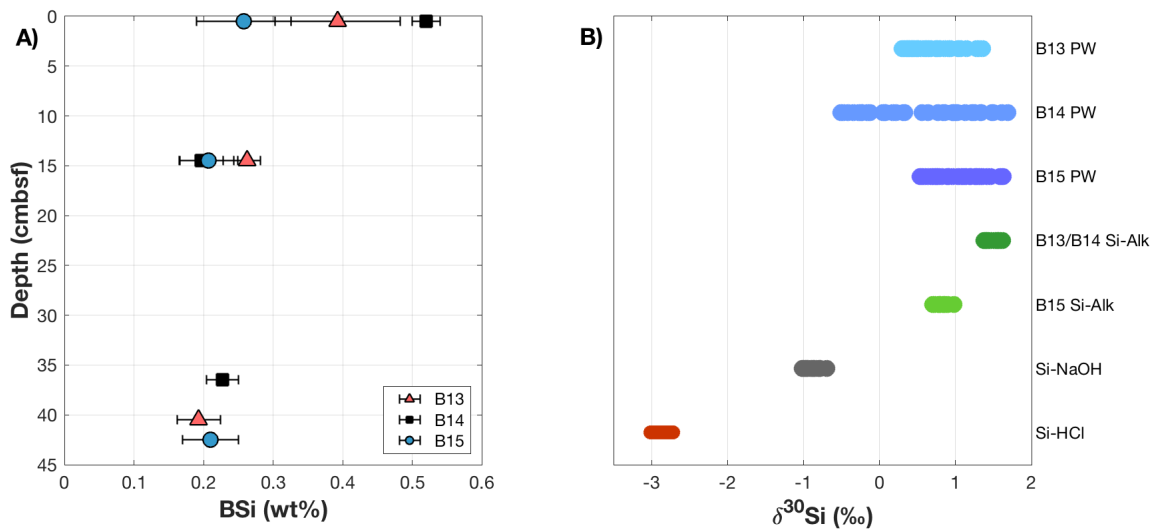 A)
0
5
10
15
20
25
30
35
40
45
Depth (cmbsf)
0
0.1
0.2
0.3
0.4
0.5
0.6
BSi (wt%)
B13
B14
B15
B)
B13 PW
B14 PW
B15 PW
B13/B14 Si-Alk
B15 Si-Alk
Si-NaOH
Si-HCl
-3
-2
-1
0
1
2
δ³⁰Si (‰)